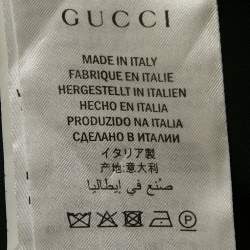 GUCCI
MADE IN ITALY
FABRIQUE EN ITALIE
HERGESTELLT IN ITALIEN
HECHO EN ITALIA
PRODUZIDO NA ITALIA
СДЕЛАНО В ИТАЛИИ
イタリア製
产地:意大利
صنع في إيطاليا
P